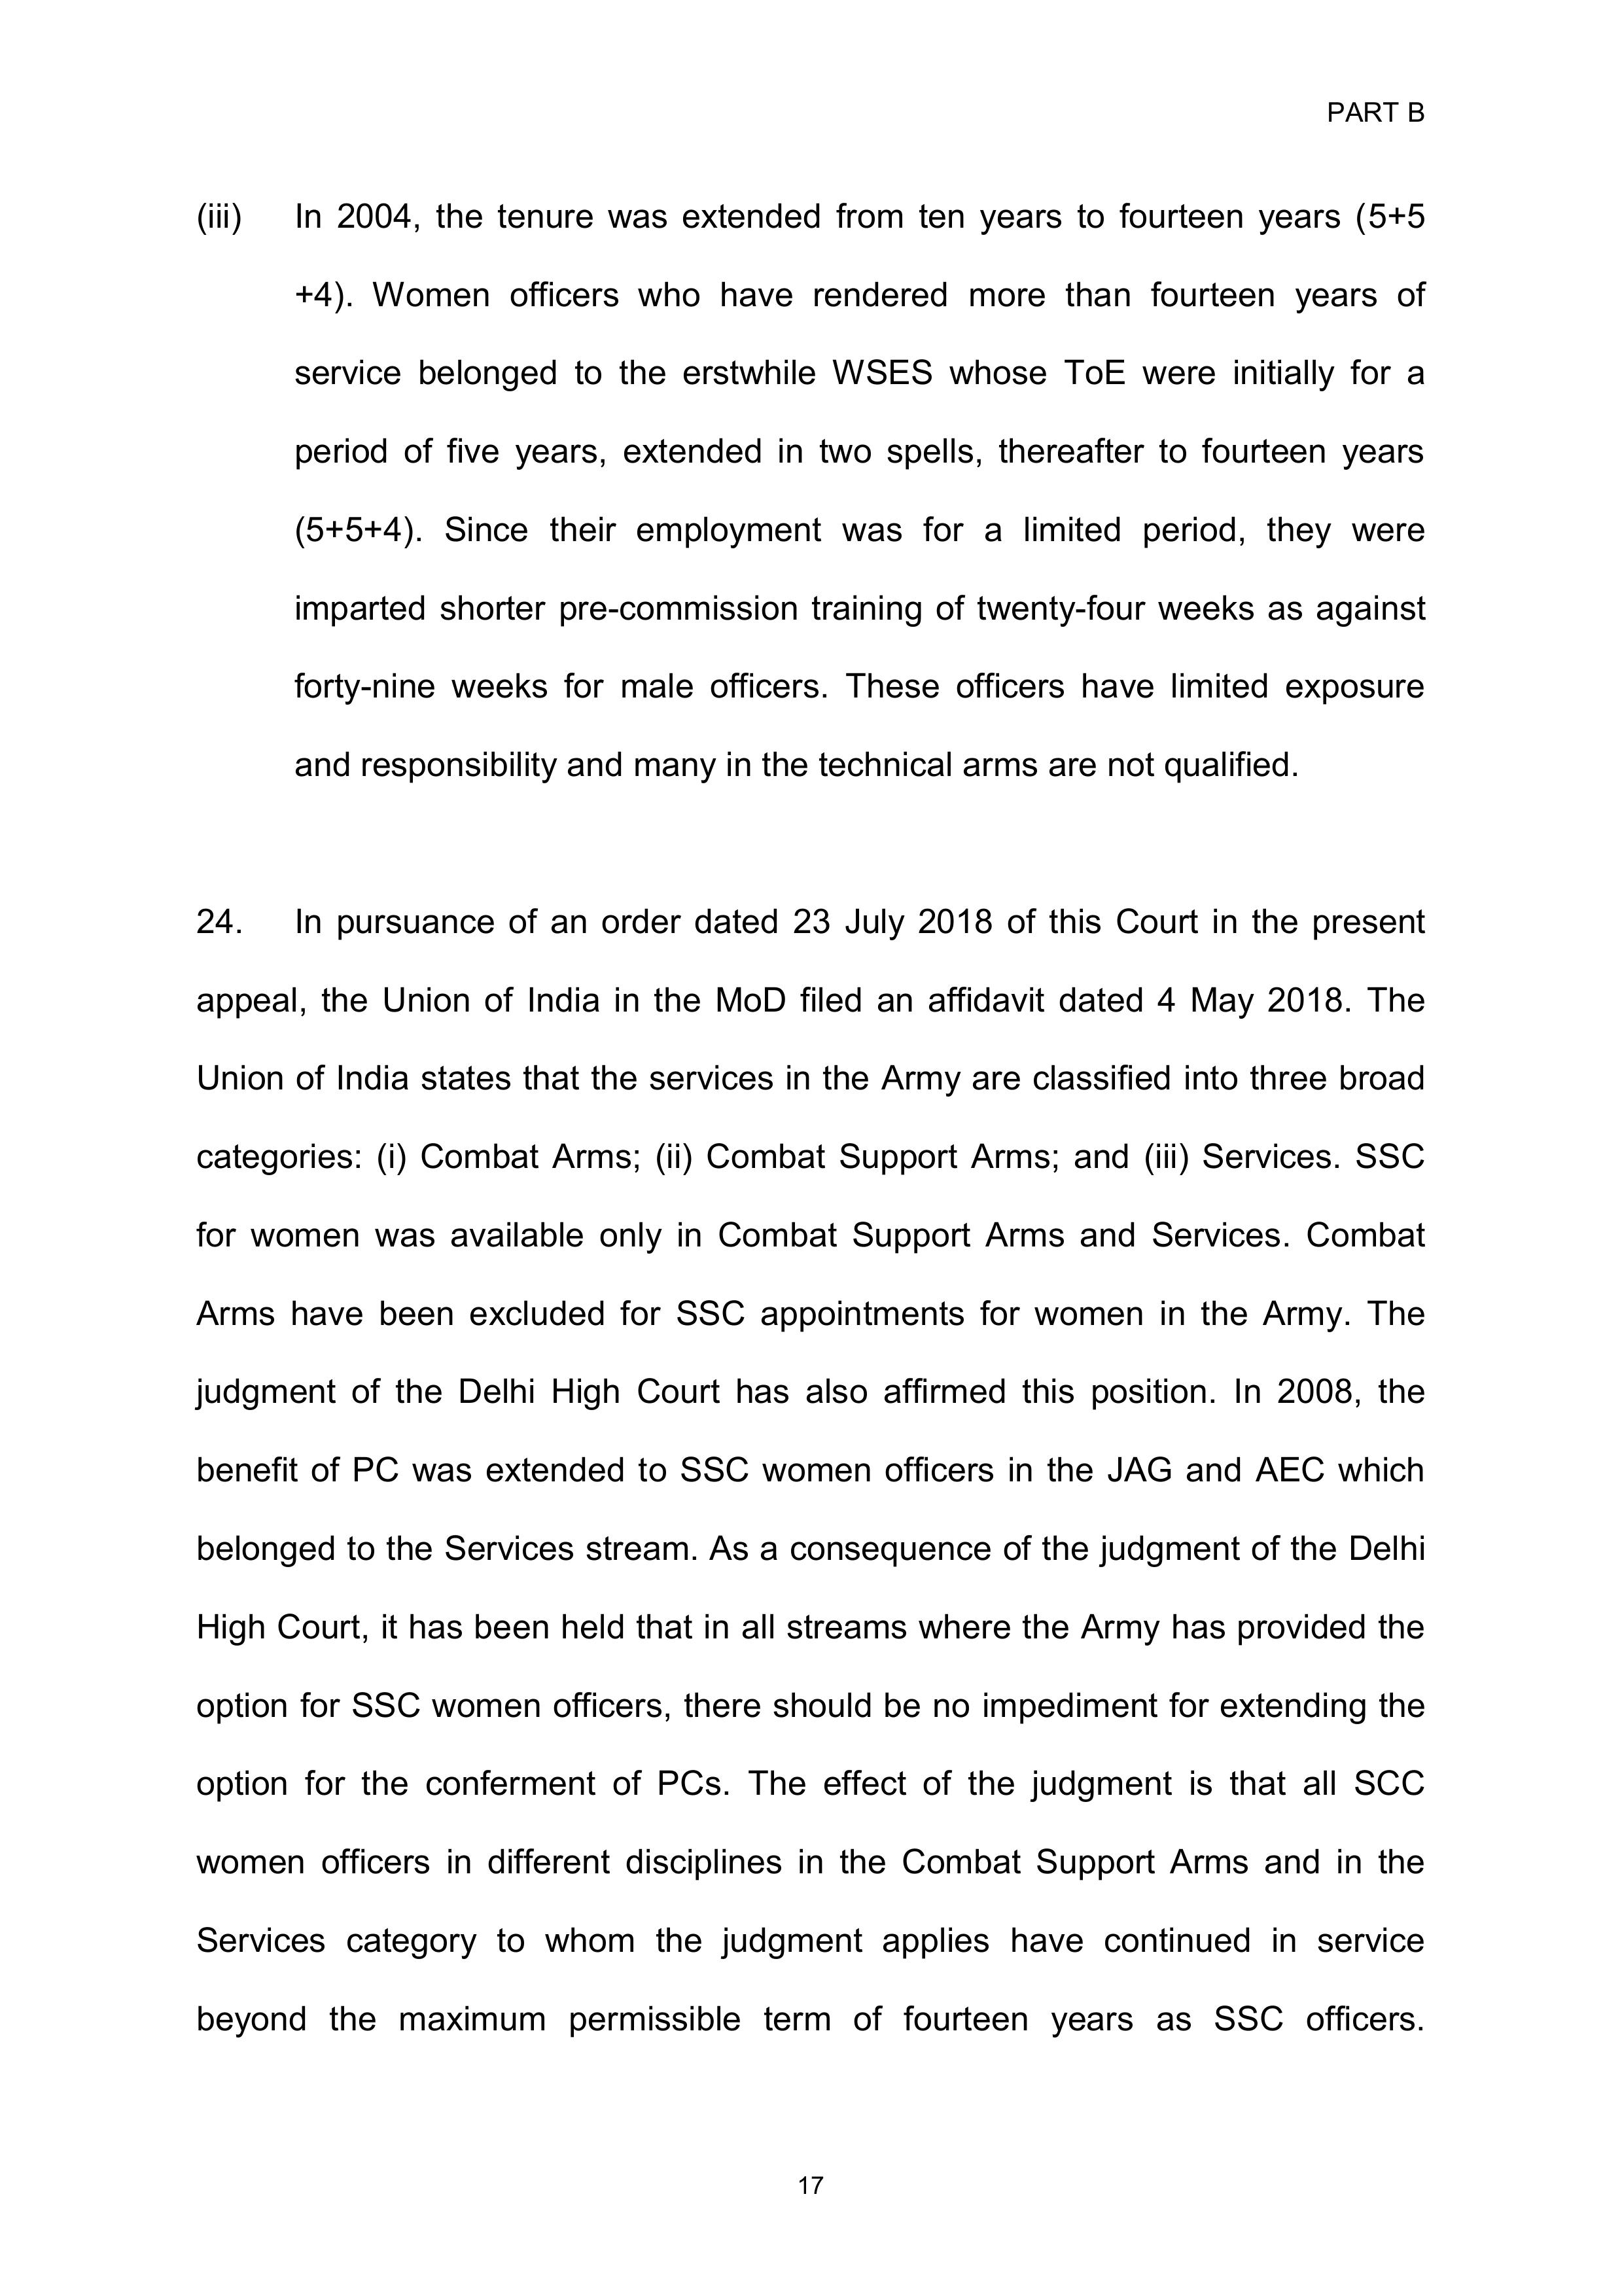 PART B
(iii) In 2004, the tenure was extended from ten years to fourteen years (5+5
+4). Women officers who have rendered more than fourteen years of
service belonged to the erstwhile WSES whose ToE were initially for a
period of five years, extended in two spells, thereafter to fourteen years
(5+5+4). Since their employment was for a limited period, they were
imparted shorter pre-commission training of twenty-four weeks as against
forty-nine weeks for male officers. These officers have limited exposure
and responsibility and many in the technical arms are not qualified.
24. In pursuance of an order dated 23 July 2018 of this Court in the present
appeal, the Union of India in the MoD filed an affidavit dated 4 May 2018. The
Union of India states that the services in the Army are classified into three broad
categories: (i) Combat Arms; (ii) Combat Support Arms; and (iii) Services. SSC
for women was available only in Combat Support Arms and Services. Combat
Arms have been excluded for SSC appointments for women in the Army. The
judgment of the Delhi High Court has also affirmed this position. In 2008, the
benefit of PC was extended to SSC women officers in the JAG and AEC which
belonged to the Services stream. As a consequence of the judgment of the Delhi
High Court, it has been held that in all streams where the Army has provided the
option for SSC women officers, there should be no impediment for extending the
option for the conferment of PCs. The effect of the judgment is that all SCC
women officers in different disciplines in the Combat Support Arms and in the
Services category to whom the judgment applies have continued in service
beyond the maximum permissible term of fourteen years as SSC officers.
17